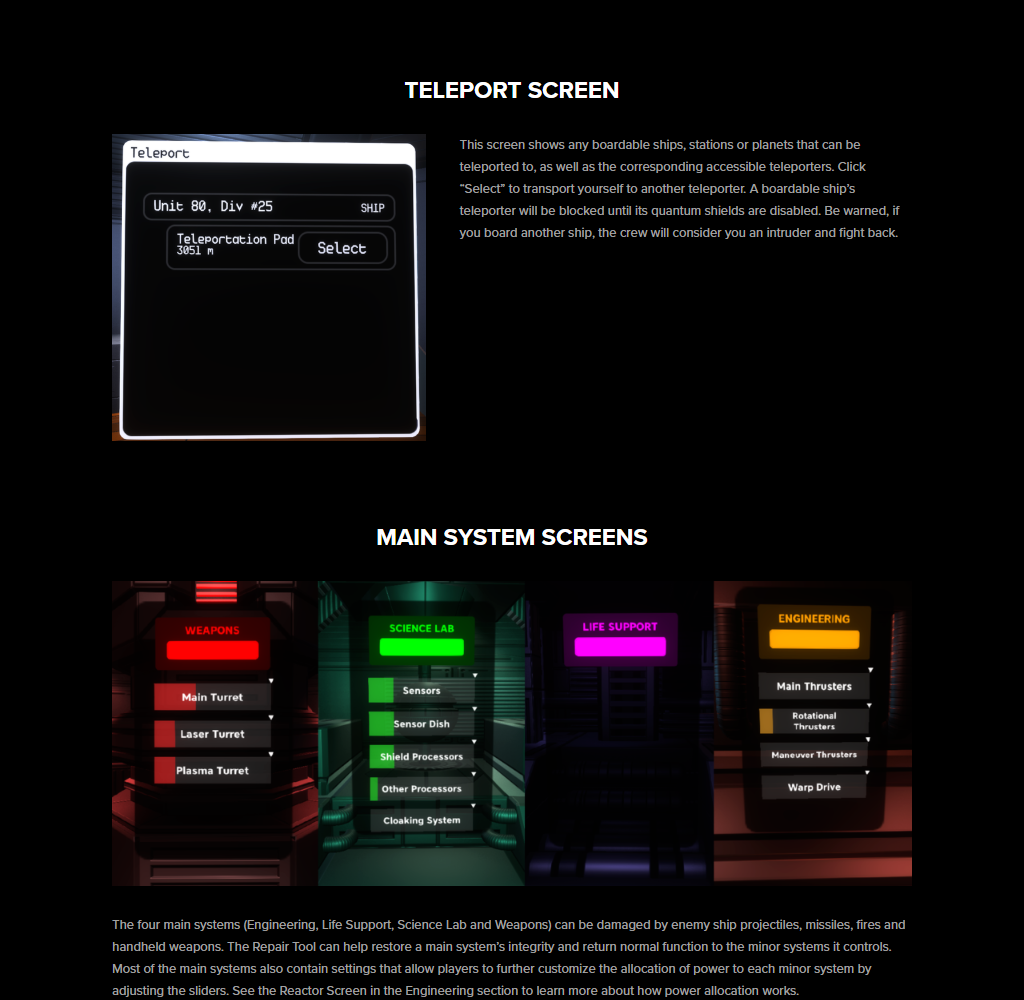 TELEPORT SCREEN
Teleport
Unit 80, Div #25 SHIP
Teleportation Pad
3051 m
Select
This screen shows any boardable ships, stations or planets that can be
teleported to, as well as the corresponding accessible teleporters. Click
“Select” to transport yourself to another teleporter. A boardable ship’s
teleporter will be blocked until its quantum shields are disabled. Be warned, if
you board another ship, the crew will consider you an intruder and fight back.
MAIN SYSTEM SCREENS
WEAPONS
Main Turret
Laser Turret
Plasma Turret
SCIENCE LAB
Sensors
Sensor Dish
Shield Processors
Other Processors
Cloaking System
LIFE SUPPORT
ENGINEERING
Main Thrusters
Rotational
Thrusters
Maneuver Thrusters
Warp Drive
The four main systems (Engineering, Life Support, Science Lab and Weapons) can be damaged by enemy ship projectiles, missiles, fires and
handheld weapons. The Repair Tool can help restore a main system’s integrity and return normal function to the minor systems it controls.
Most of the main systems also contain settings that allow players to further customize the allocation of power to each minor system by
adjusting the sliders. See the Reactor Screen in the Engineering section to learn more about how power allocation works.